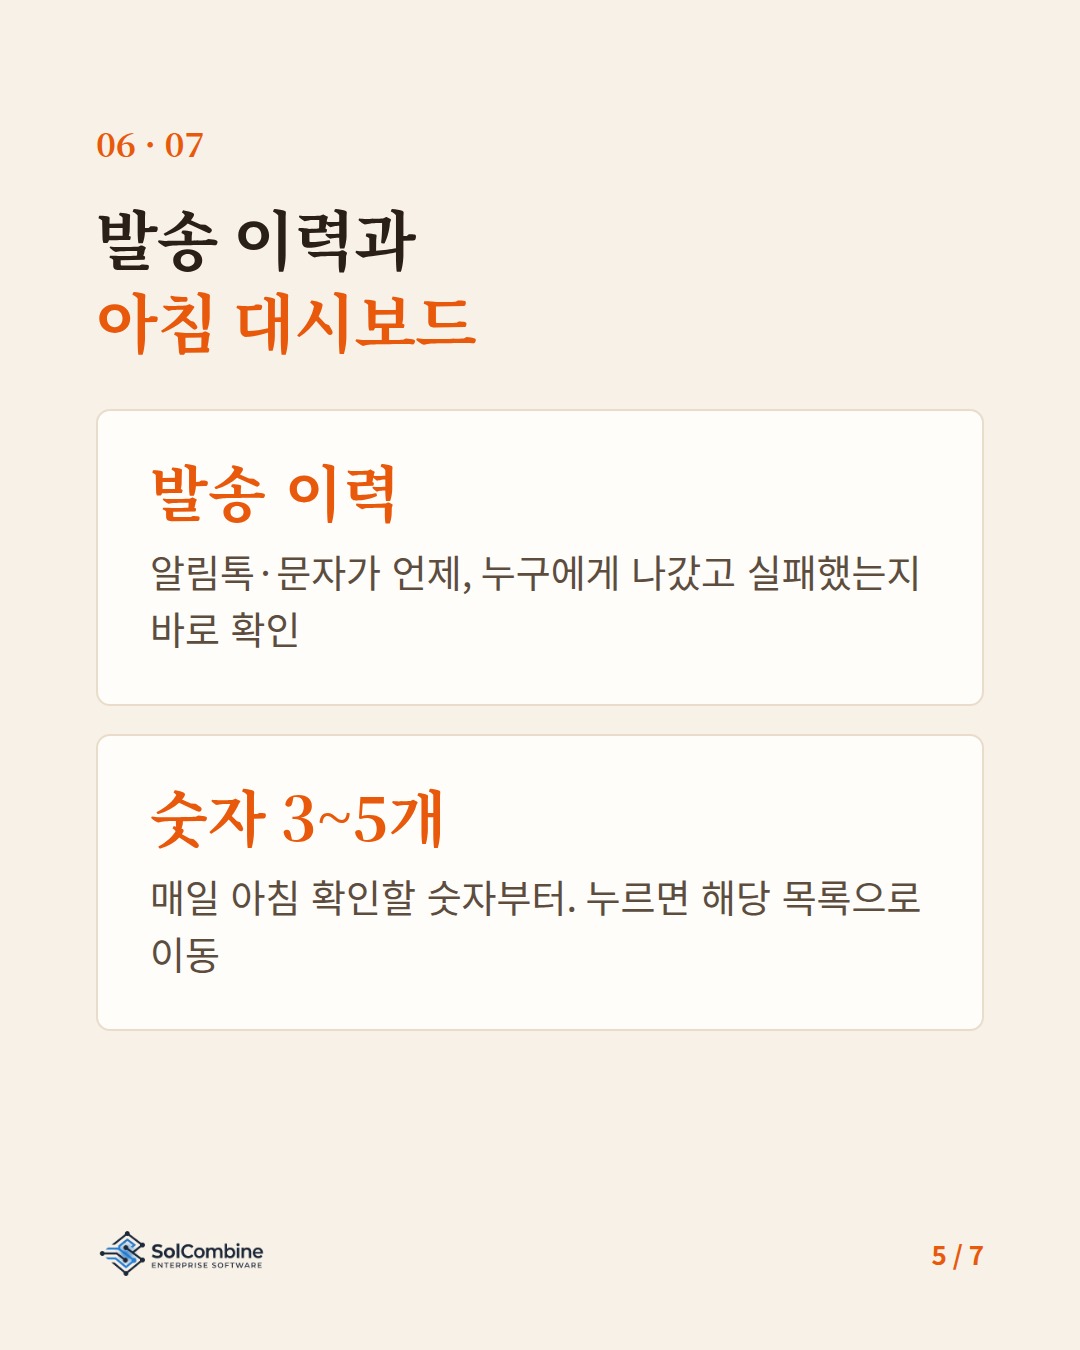 06 · 07
발송 이력과
아침 대시보드
발송 이력
알림톡·문자가 언제, 누구에게 나갔고 실패했는지
바로 확인
숫자 3~5개
매일 아침 확인할 숫자부터. 누르면 해당 목록으로
이동
SolCombine
ENTERPRISE SOFTWARE
5 / 7